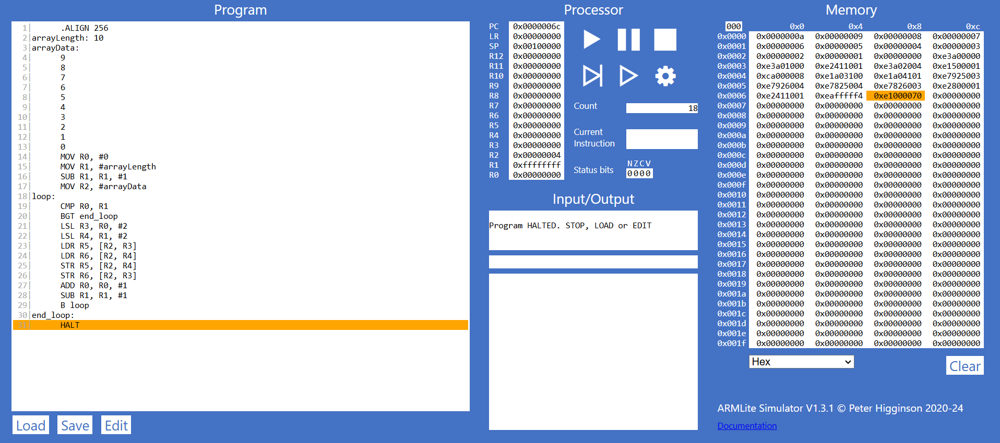 Program
1| .ALIGN 256
2|arrayLength: 10
3|arrayData:
4| 9
5| 8
6| 7
7| 6
8| 5
9| 4
10| 3
11| 2
12| 1
13| 0
14| MOV R0, #0
15| MOV R1, #arrayLength
16| SUB R1, R1, #1
17| MOV R2, #arrayData
18|loop:
19| CMP R0, R1
20| BGT end_loop
21| LSL R3, R0, #2
22| LSL R4, R1, #2
23| LDR R5, [R2, R3]
24| LDR R6, [R2, R4]
25| STR R5, [R2, R4]
26| STR R6, [R2, R3]
27| ADD R0, R0, #1
28| SUB R1, R1, #1
29| B loop
30|end_loop:
31| HALT
Load Save Edit
Processor
PC 0x0000006c
LR 0x00000000
SP 0x00100000
R12 0x00000000
R11 0x00000000
R10 0x00000000
R9 0x00000000
R8 0x00000000
R7 0x00000000
R6 0x00000000
R5 0x00000000
R4 0x00000000
R3 0x00000000
R2 0x00000004
R1 0xffffffff
R0 0x00000000
Count 18
Current
Instruction
NZCV
Status bits 0000
Input/Output
Program HALTED. STOP, LOAD or EDIT
Memory
000 0x0 0x4 0x8 0xc
0x0000 0x0000000a 0x00000009 0x00000008 0x00000007
0x0001 0x00000006 0x00000005 0x00000004 0x00000003
0x0002 0x00000002 0x00000001 0x00000000 0xe3a00000
0x0003 0xe3a01000 0xe2411001 0xe3a02004 0xe1500001
0x0004 0xca000008 0xe1a03100 0xe1a04101 0xe7925003
0x0005 0xe7926004 0xe7825004 0xe7826003 0xe2800001
0x0006 0xe2411001 0xeafffff4 0xe1000070 0x00000000
0x0007 0x00000000 0x00000000 0x00000000 0x00000000
0x0008 0x00000000 0x00000000 0x00000000 0x00000000
0x0009 0x00000000 0x00000000 0x00000000 0x00000000
0x000a 0x00000000 0x00000000 0x00000000 0x00000000
0x000b 0x00000000 0x00000000 0x00000000 0x00000000
0x000c 0x00000000 0x00000000 0x00000000 0x00000000
0x000d 0x00000000 0x00000000 0x00000000 0x00000000
0x000e 0x00000000 0x00000000 0x00000000 0x00000000
0x000f 0x00000000 0x00000000 0x00000000 0x00000000
0x0010 0x00000000 0x00000000 0x00000000 0x00000000
0x0011 0x00000000 0x00000000 0x00000000 0x00000000
0x0012 0x00000000 0x00000000 0x00000000 0x00000000
0x0013 0x00000000 0x00000000 0x00000000 0x00000000
0x0014 0x00000000 0x00000000 0x00000000 0x00000000
0x0015 0x00000000 0x00000000 0x00000000 0x00000000
0x0016 0x00000000 0x00000000 0x00000000 0x00000000
0x0017 0x00000000 0x00000000 0x00000000 0x00000000
0x0018 0x00000000 0x00000000 0x00000000 0x00000000
0x0019 0x00000000 0x00000000 0x00000000 0x00000000
0x001a 0x00000000 0x00000000 0x00000000 0x00000000
0x001b 0x00000000 0x00000000 0x00000000 0x00000000
0x001c 0x00000000 0x00000000 0x00000000 0x00000000
0x001d 0x00000000 0x00000000 0x00000000 0x00000000
0x001e 0x00000000 0x00000000 0x00000000 0x00000000
0x001f 0x00000000 0x00000000 0x00000000 0x00000000
Hex Clear
ARMLite Simulator V1.3.1 © Peter Higginson 2020-24
Documentation